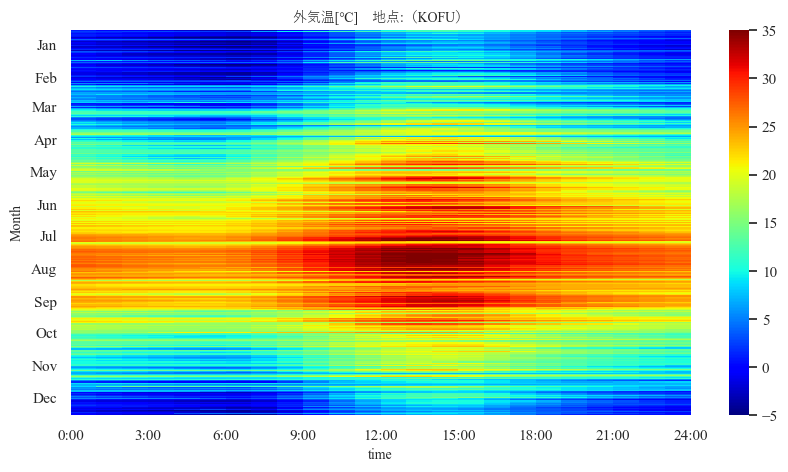 外気温[℃]　地点:（KOFU）
Month
Jan
Feb
Mar
Apr
May
Jun
Jul
Aug
Sep
Oct
Nov
Dec
0:00 3:00 6:00 9:00 12:00 15:00 18:00 21:00 24:00
time
35
30
25
20
15
10
5
0
−5